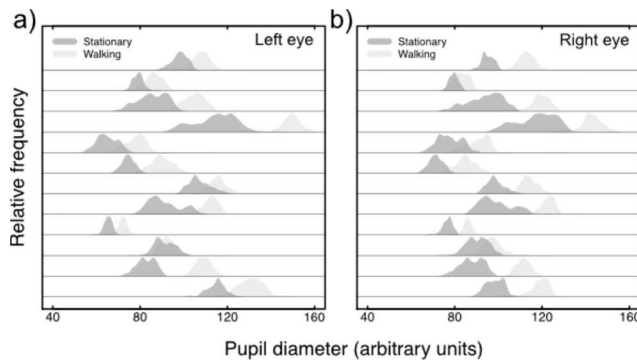 a)
Stationary
Walking
Left eye
b)
Stationary
Walking
Right eye
Relative frequency
40 80 120 160
40 80 120 160
Pupil diameter (arbitrary units)